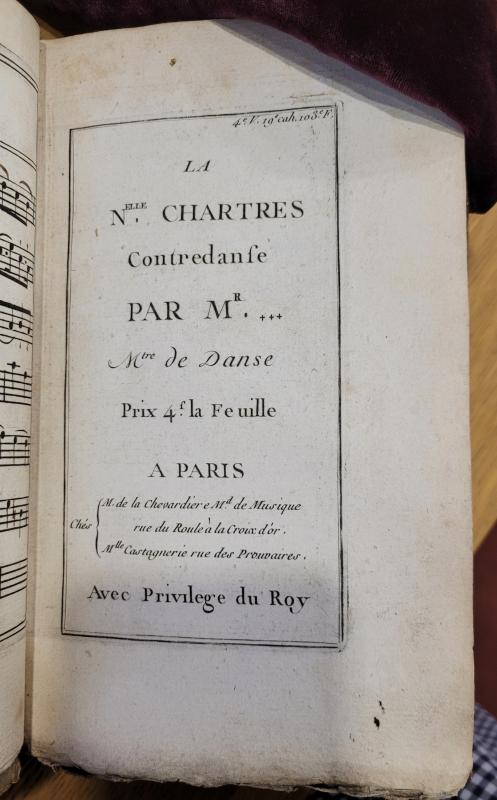 4.e V. 19.e cah. 108.e F.
LA
N.ELLE CHARTRES
Contredanſe
PAR M.R ...
+++
M.tre de Danse
Prix 4.ſ la Feuille
A PARIS
Chés
M. de la Chevardiere M.d de Musique
rue du Roule à la Croix d'or.
M.lle Castagnerie rue des Prouvaires.
Avec Privilege du Roy